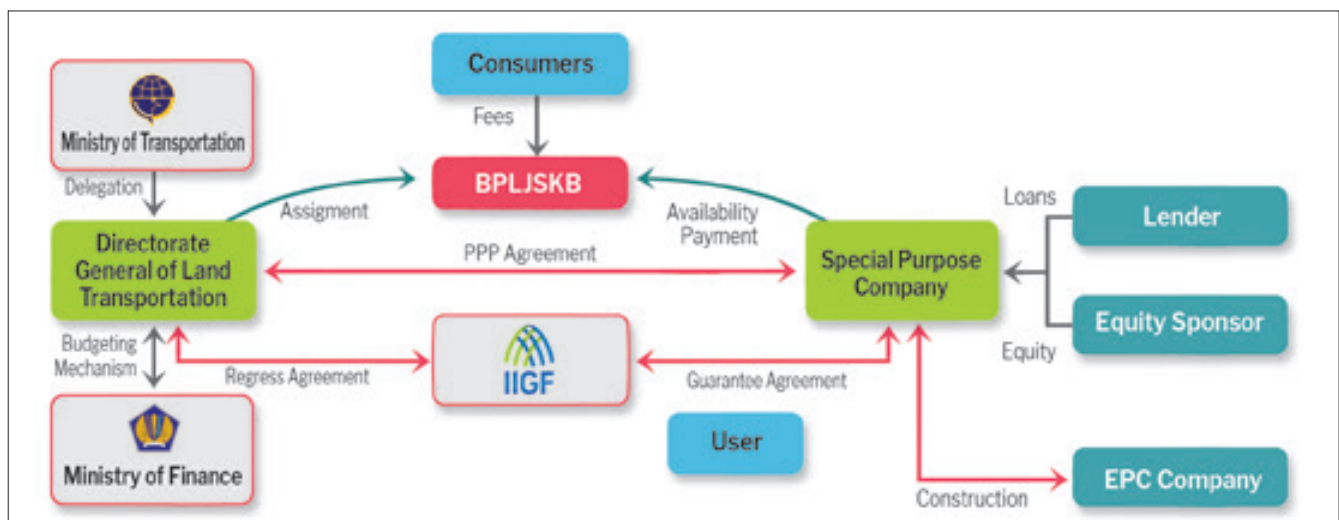 Ministry of Transportation
Consumers
Fees
Delegation
BPLJSKB
Assigment
Availability
Payment
Loans
Lender
Directorate
General of Land
Transportation
PPP Agreement
Special Purpose
Company
Equity Sponsor
Equity
Budgeting
Mechanism
Regress Agreement
IIGF
Guarantee Agreement
User
Ministry of Finance
Construction
EPC Company